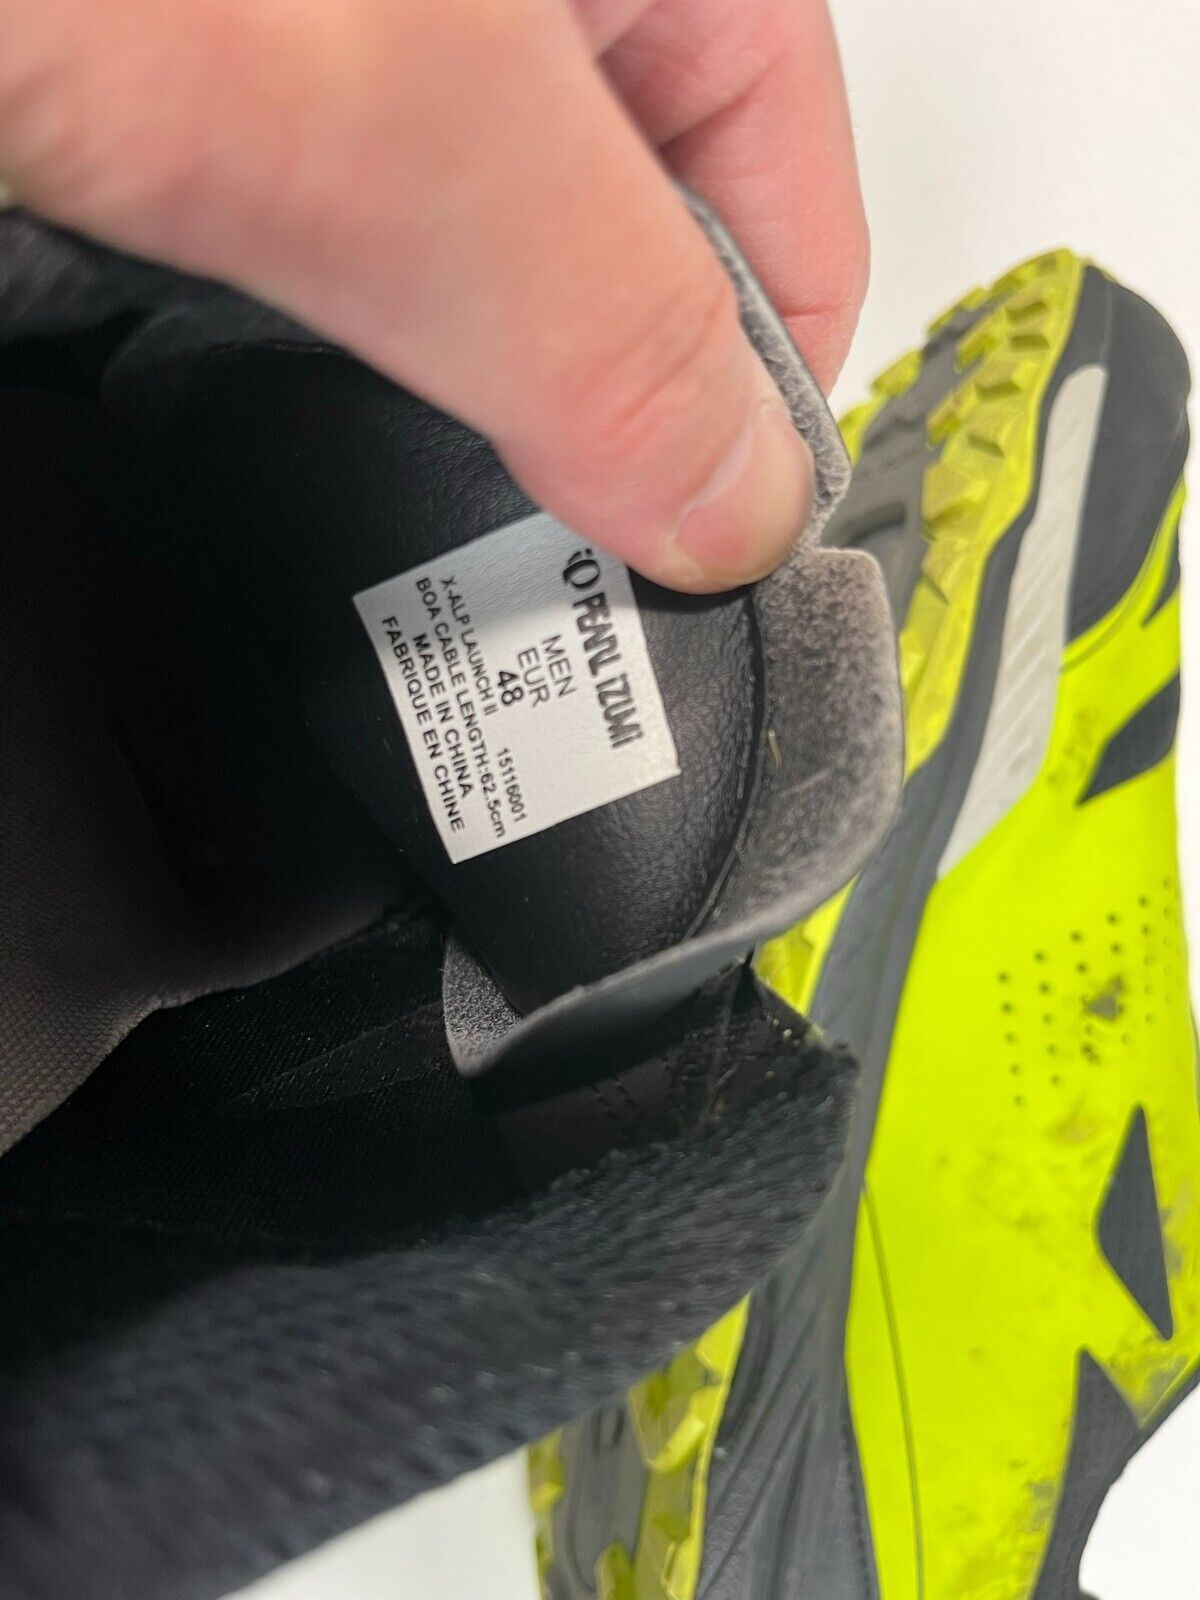 PEARL iZUMi
MEN
EUR
48
X-ALP LAUNCH II 15116001
BOA CABLE LENGTH:62.5cm
MADE IN CHINA
FABRIQUE EN CHINE